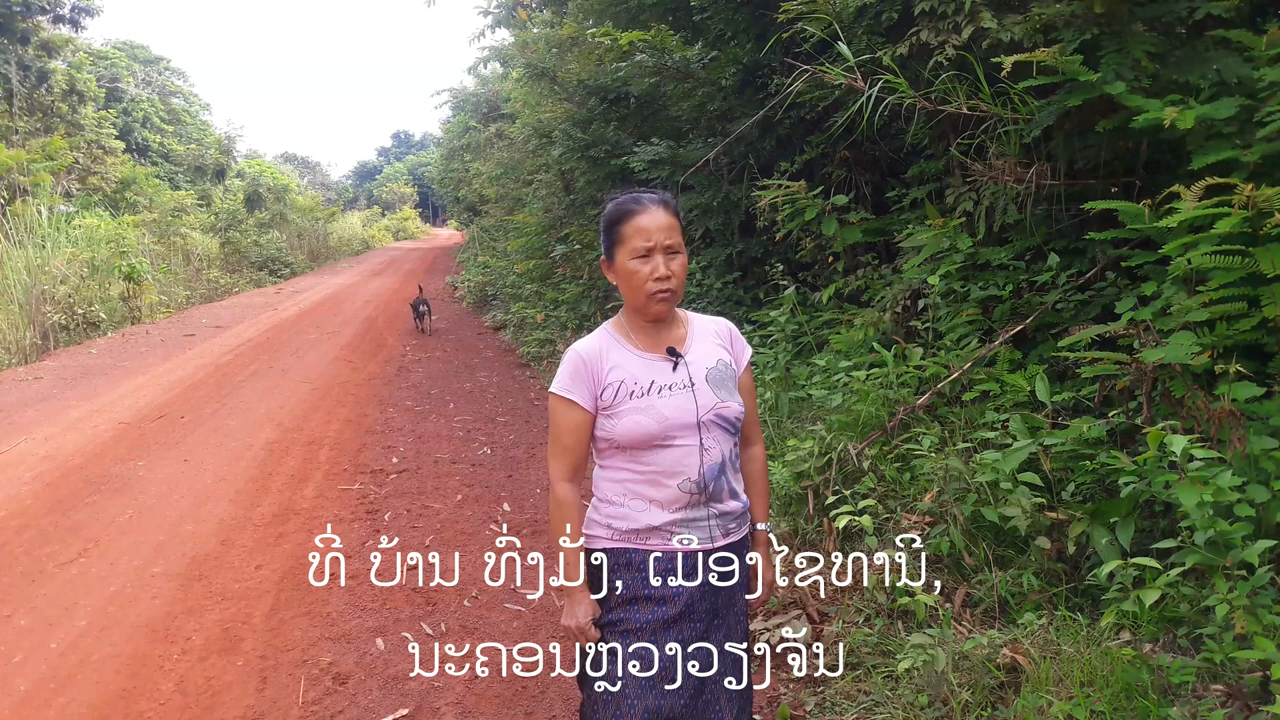 Distress
ssion
ທີ່ ບ້ານ ທົ່ງມັ່ງ, ເມືອງໄຊທານີ,
ນະຄອນຫຼວງວຽງຈັນ